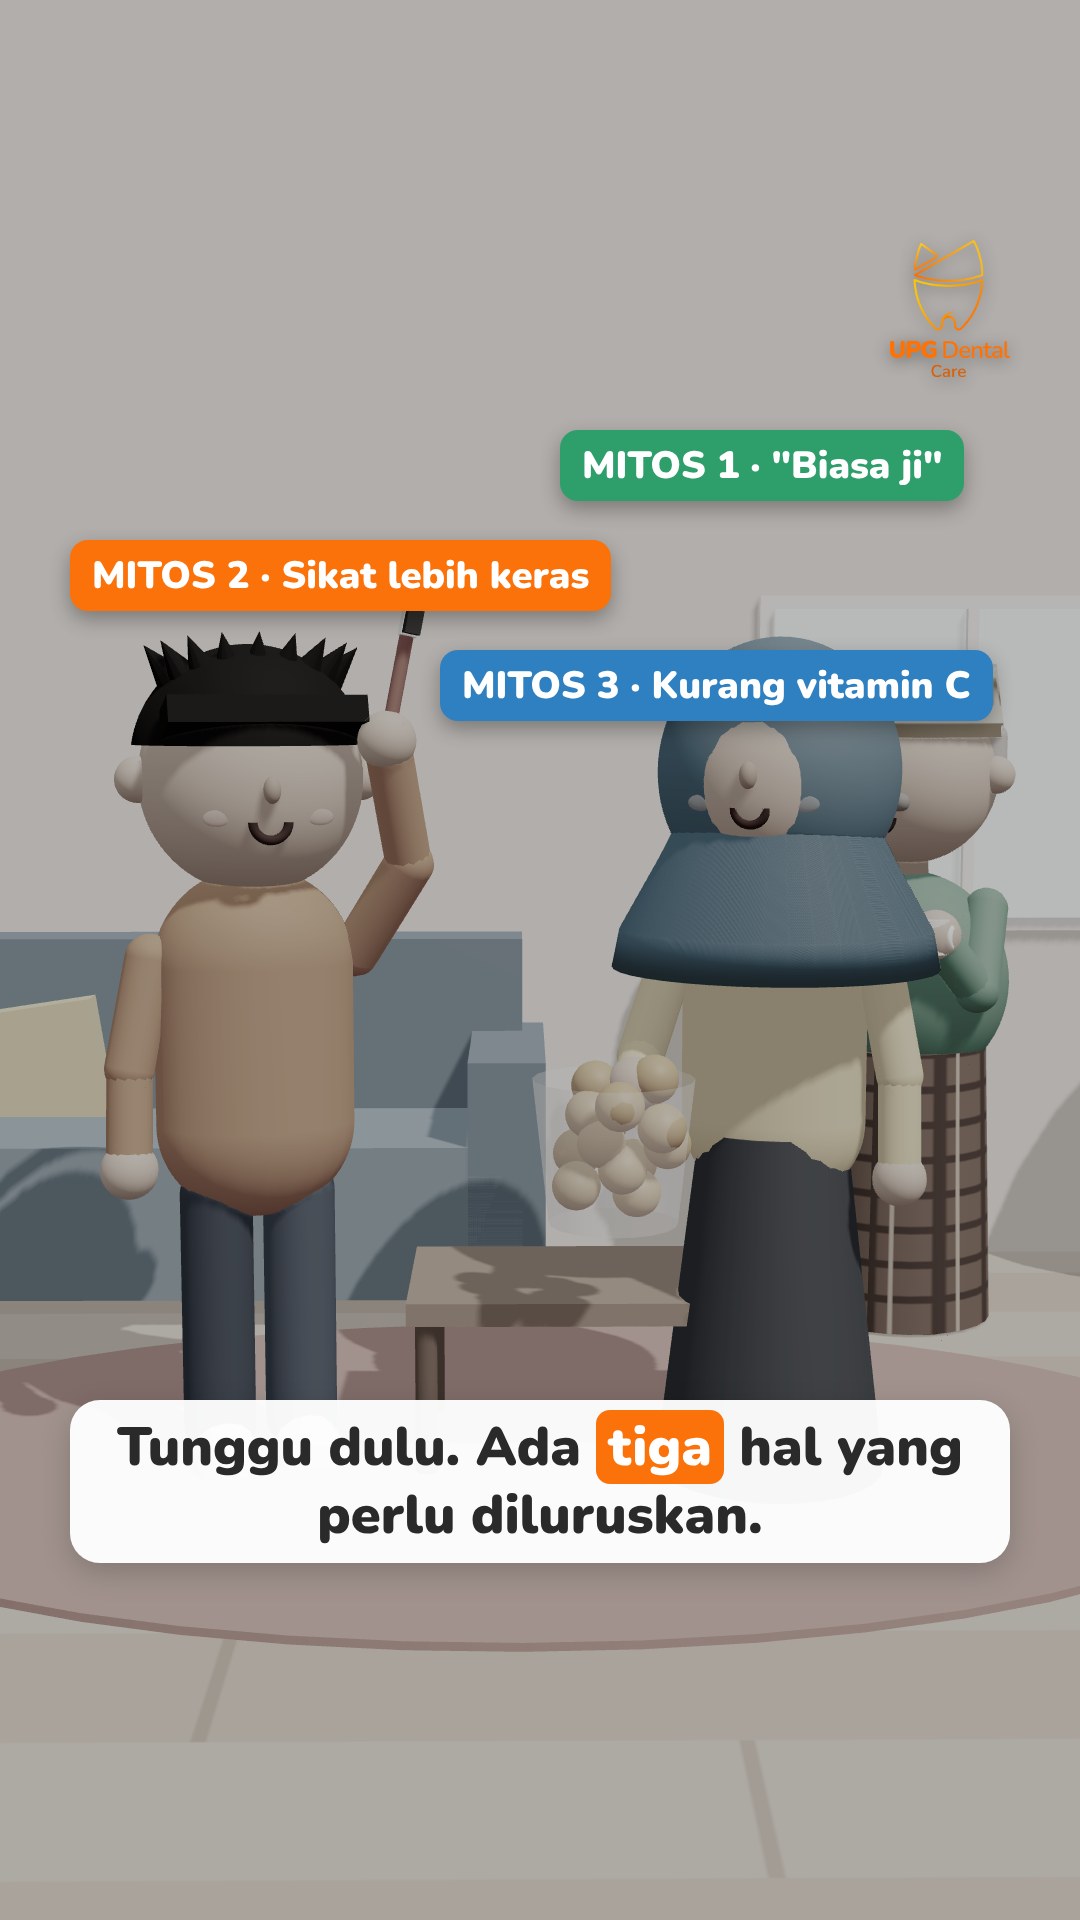 UPG Dental
Care
MITOS 1 · "Biasa ji"
MITOS 2 · Sikat lebih keras
MITOS 3 · Kurang vitamin C
Tunggu dulu. Ada tiga hal yang
perlu diluruskan.